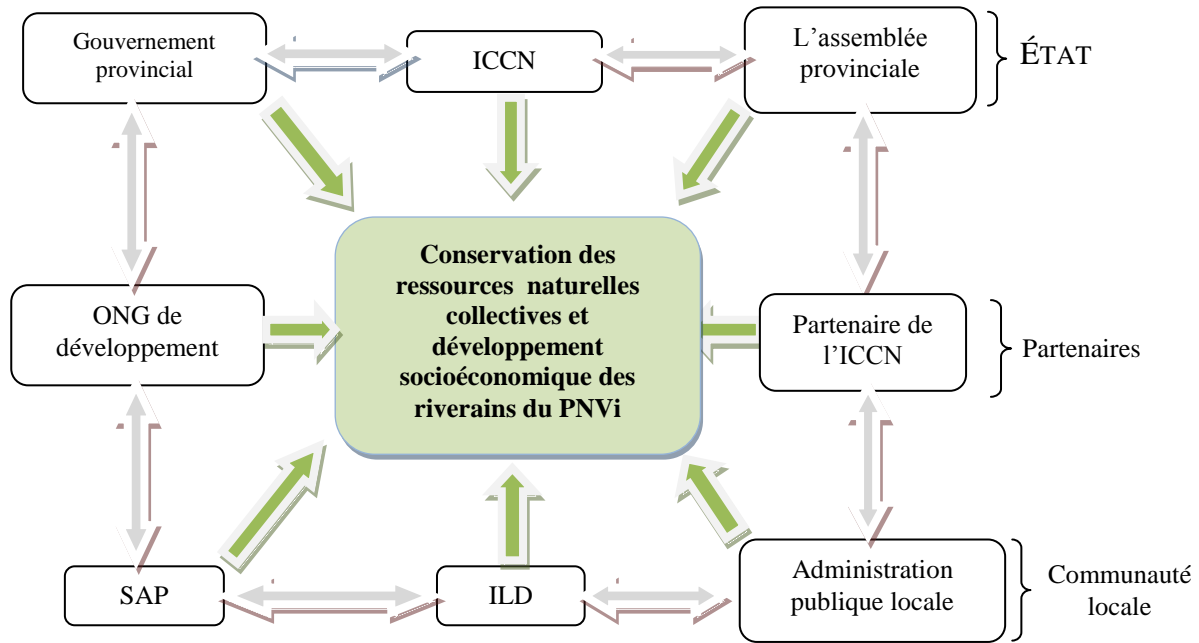 Gouvernement
provincial
ICCN
L’assemblée
provinciale
ÉTAT
Conservation des
ressources naturelles
collectives et
développement
socioéconomique des
riverains du PNVi
ONG de
développement
Partenaire de
l’ICCN
Partenaires
SAP
ILD
Administration
publique locale
Communauté
locale